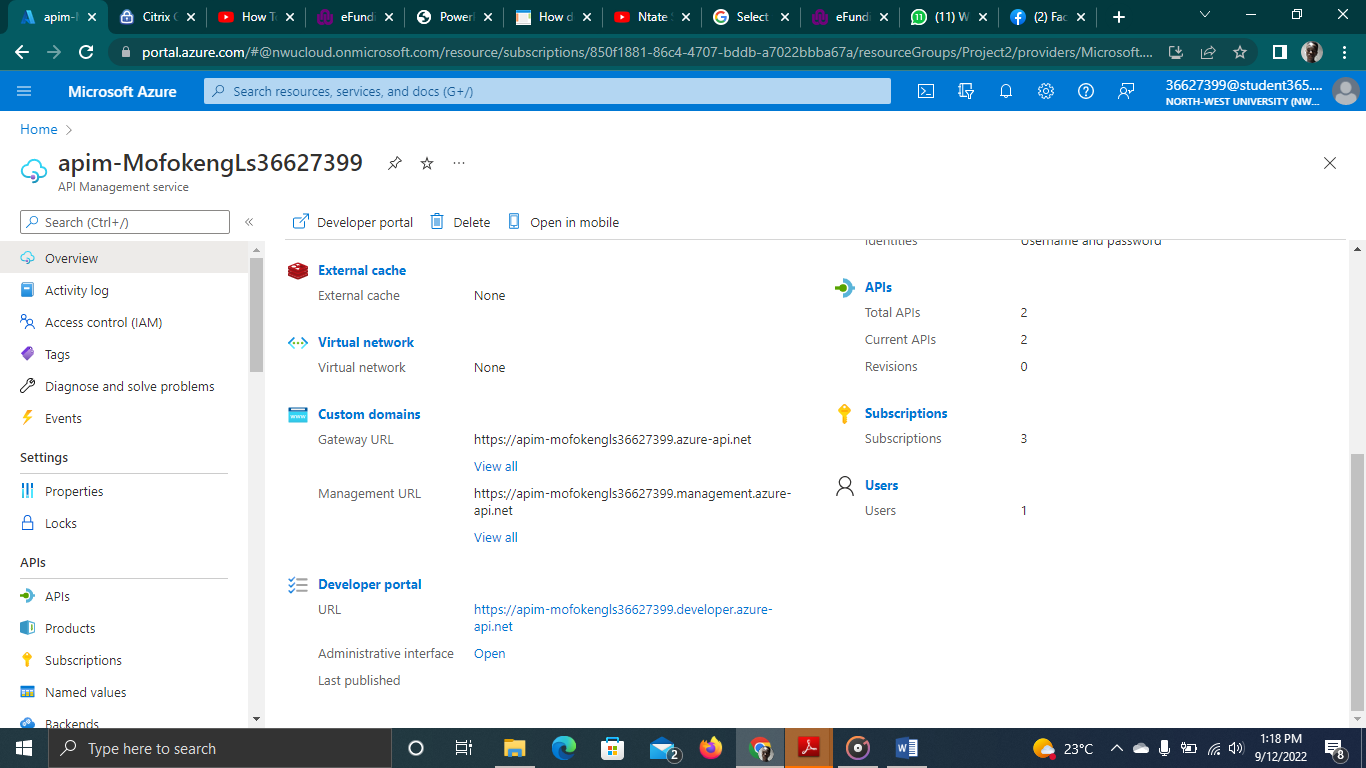 apim-M
Citrix G
How To
eFundi
Powerl
How d
Ntate S
Select
eFundi
(11) W
(2) Fac
portal.azure.com/#@nwucloud.onmicrosoft.com/resource/subscriptions/850f1881-86c4-4707-bddb-a7022bbba67a/resourceGroups/Project2/providers/Microsoft....
Microsoft Azure
Search resources, services, and docs (G+/)
36627399@student365....
NORTH-WEST UNIVERSITY (NW...
Home
apim-MofokengLs36627399
...
API Management service
Search (Ctrl+/)
«
Developer portal
Delete
Open in mobile
Overview
Activity log
Access control (IAM)
Tags
Diagnose and solve problems
Events
Settings
Properties
Locks
APIs
APIs
Products
Subscriptions
Named values
Backends
External cache
External cache None
Virtual network
Virtual network None
Custom domains
Gateway URL https://apim-mofokengls36627399.azure-api.net
View all
Management URL https://apim-mofokengls36627399.management.azure-
api.net
View all
Developer portal
URL https://apim-mofokengls36627399.developer.azure-
api.net
Administrative interface Open
Last published
Identities Username and password
APIs
Total APIs 2
Current APIs 2
Revisions 0
Subscriptions
Subscriptions 3
Users
Users 1
Type here to search
2
23°C
1:18 PM
9/12/2022
8